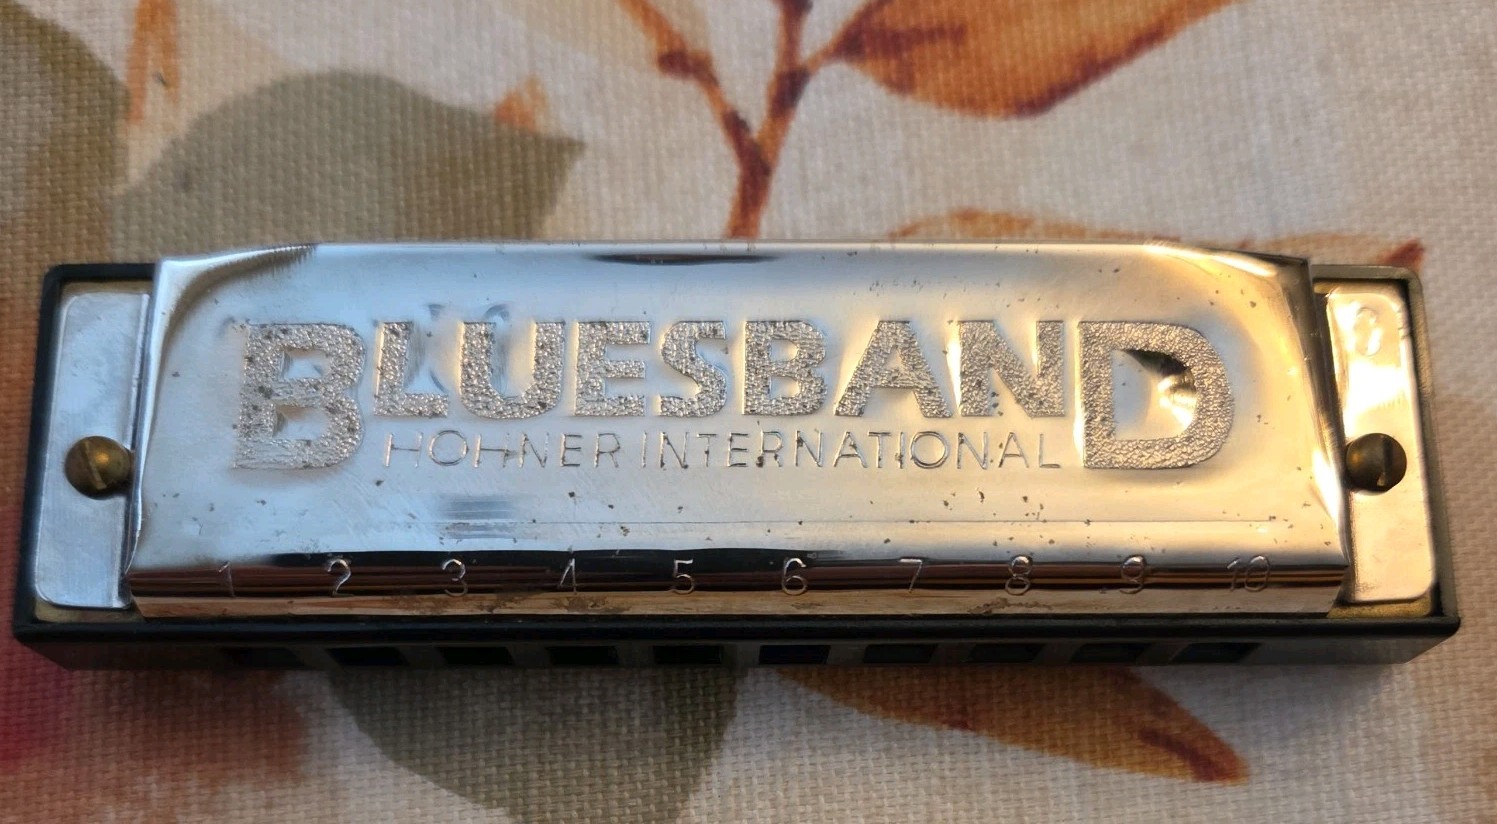 BLUESBAND
HOHNER INTERNATIONAL
1 2 3 4 5 6 7 8 9 10